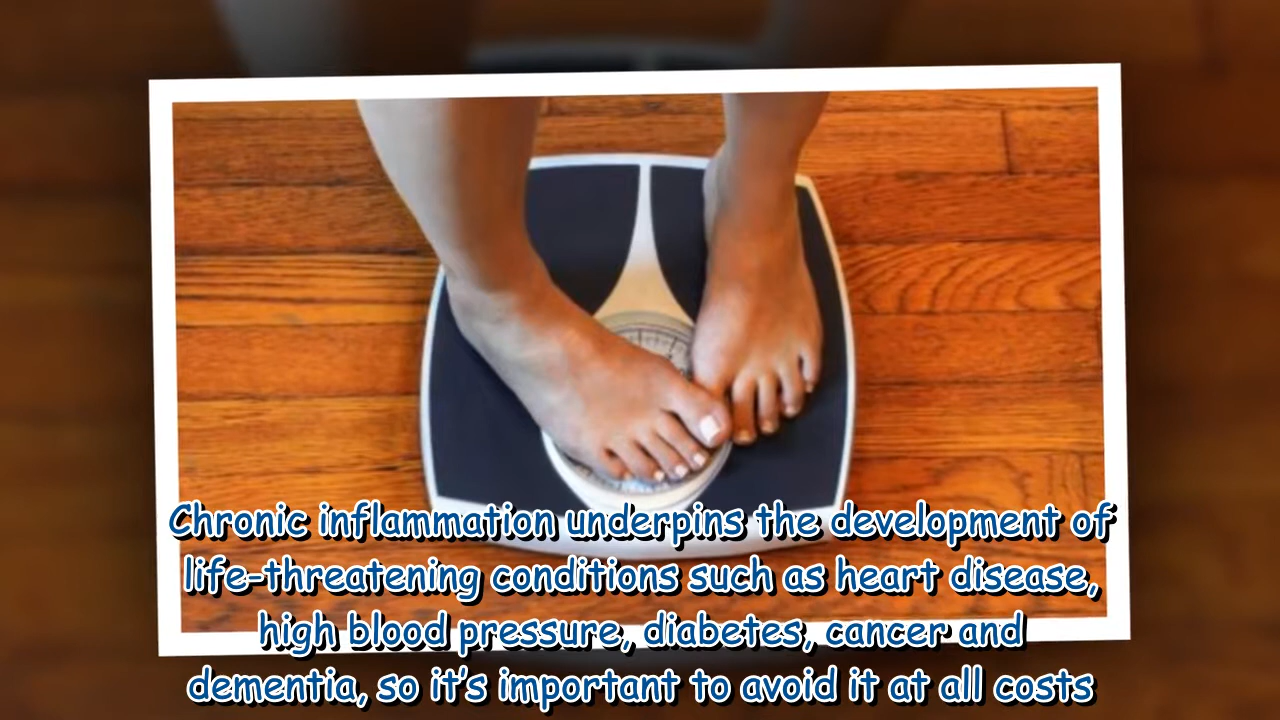 Chronic inflammation underpins the development of
life-threatening conditions such as heart disease,
high blood pressure, diabetes, cancer and
dementia, so it's important to avoid it at all costs